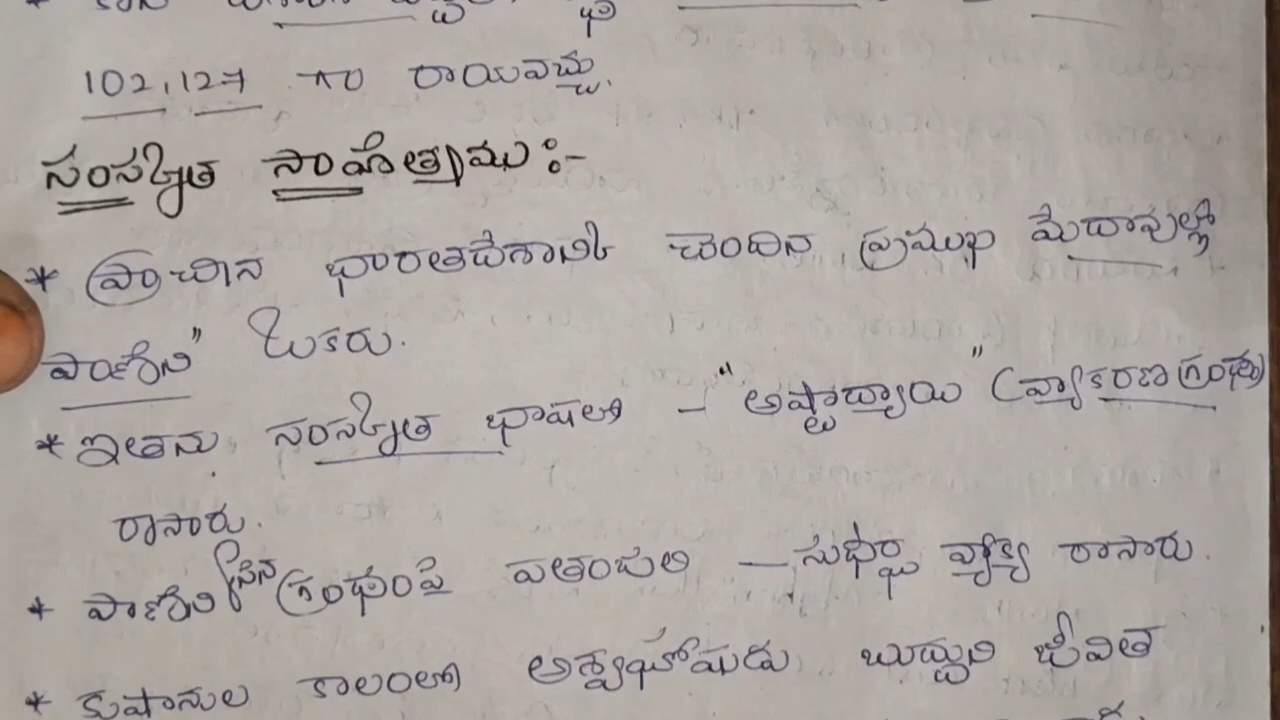 102,127 గా రాయవచ్చు.
సంస్కృత సాహిత్యము :-
* ప్రాచీన భారతదేశానికి చెందిన ప్రముఖ మేదావుల్లో
పాణిని" ఒకరు.
* ఇతను సంస్కృత భాషలో - "అష్టాద్యాయి" (వ్యాకరణ గ్రంథం)
రాసారు.
* పాణిని రాసిన గ్రంథంపై పతంజలి - సుధీర్ఘ రాసారు.
* కుషానుల కాలంలో అశ్వఘోషుడు బుద్ధుని జీవిత